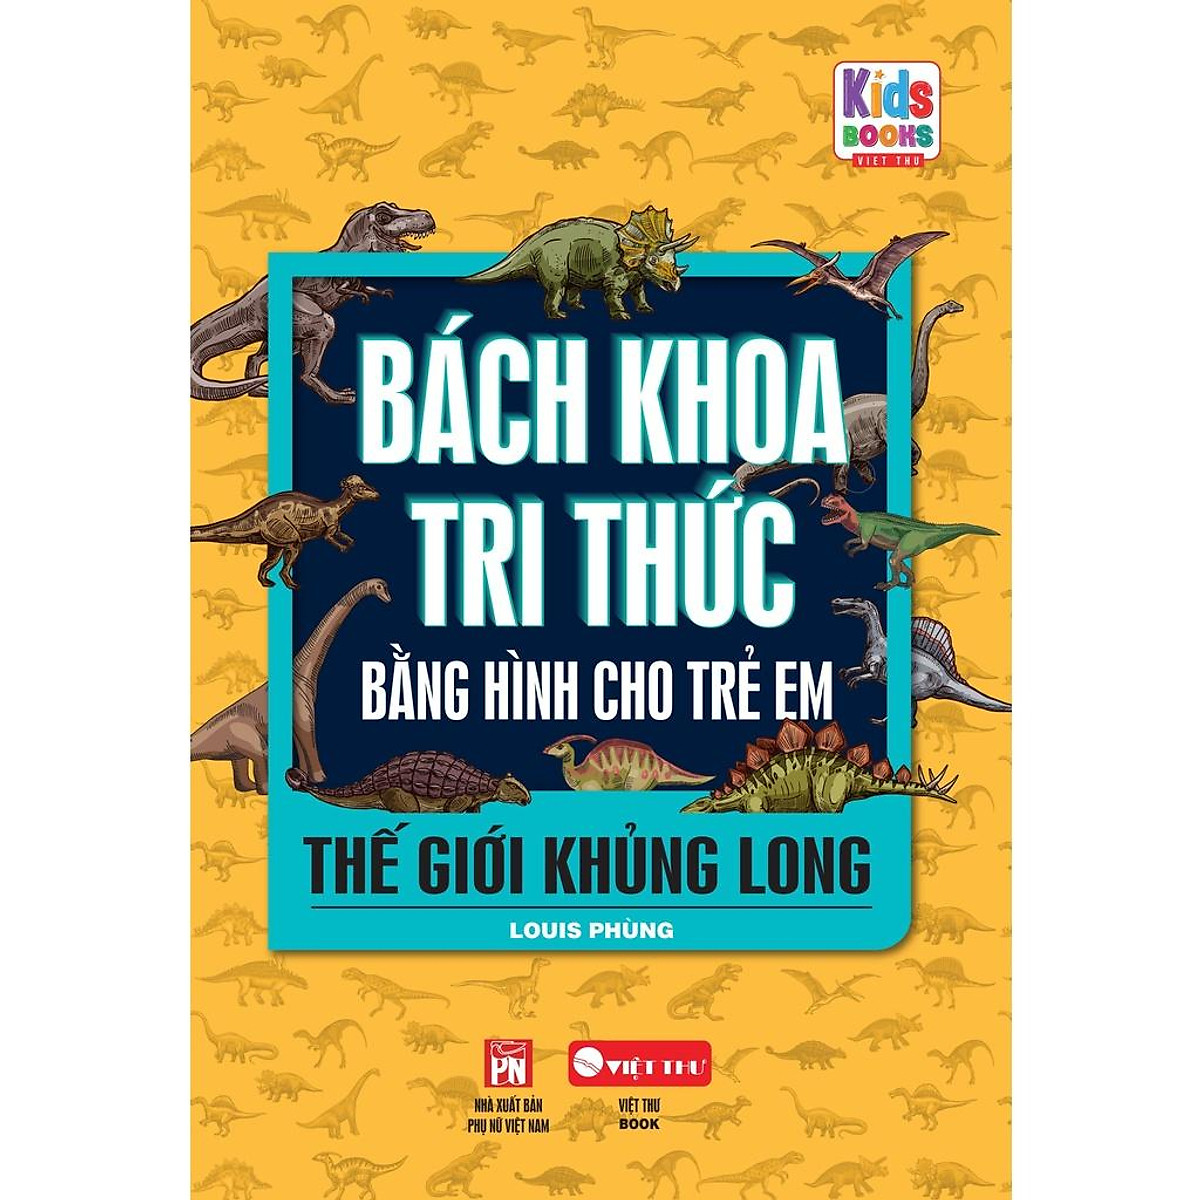 Kids
BOOKS
VIET THU
BÁCH KHOA
TRI THỨC
BẰNG HÌNH CHO TRẺ EM
THẾ GIỚI KHỦNG LONG
LOUIS PHÙNG
PN
VIỆT THƯ
NHÀ XUẤT BẢN
PHỤ NỮ VIỆT NAM
VIỆT THƯ
BOOK